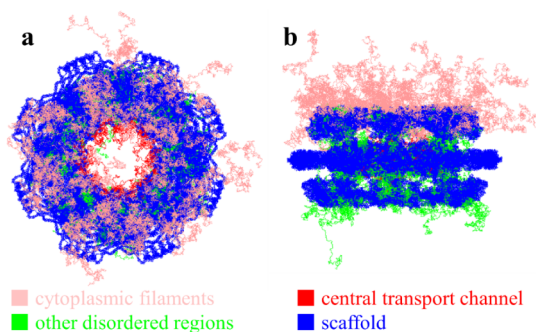 a
b
cytoplasmic filaments
central transport channel
other disordered regions
scaffold